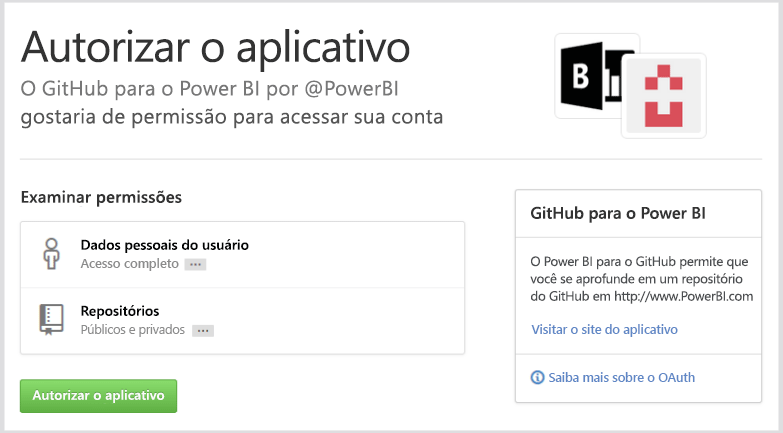 Autorizar o aplicativo
O GitHub para o Power BI por @PowerBI
gostaria de permissão para acessar sua conta
B
Examinar permissões
Dados pessoais do usuário
Acesso completo ...
Repositórios
Públicos e privados ...
Autorizar o aplicativo
GitHub para o Power BI
O Power BI para o GitHub permite que
você se aprofunde em um repositório
do GitHub em http://www.PowerBI.com
Visitar o site do aplicativo
Saiba mais sobre o OAuth